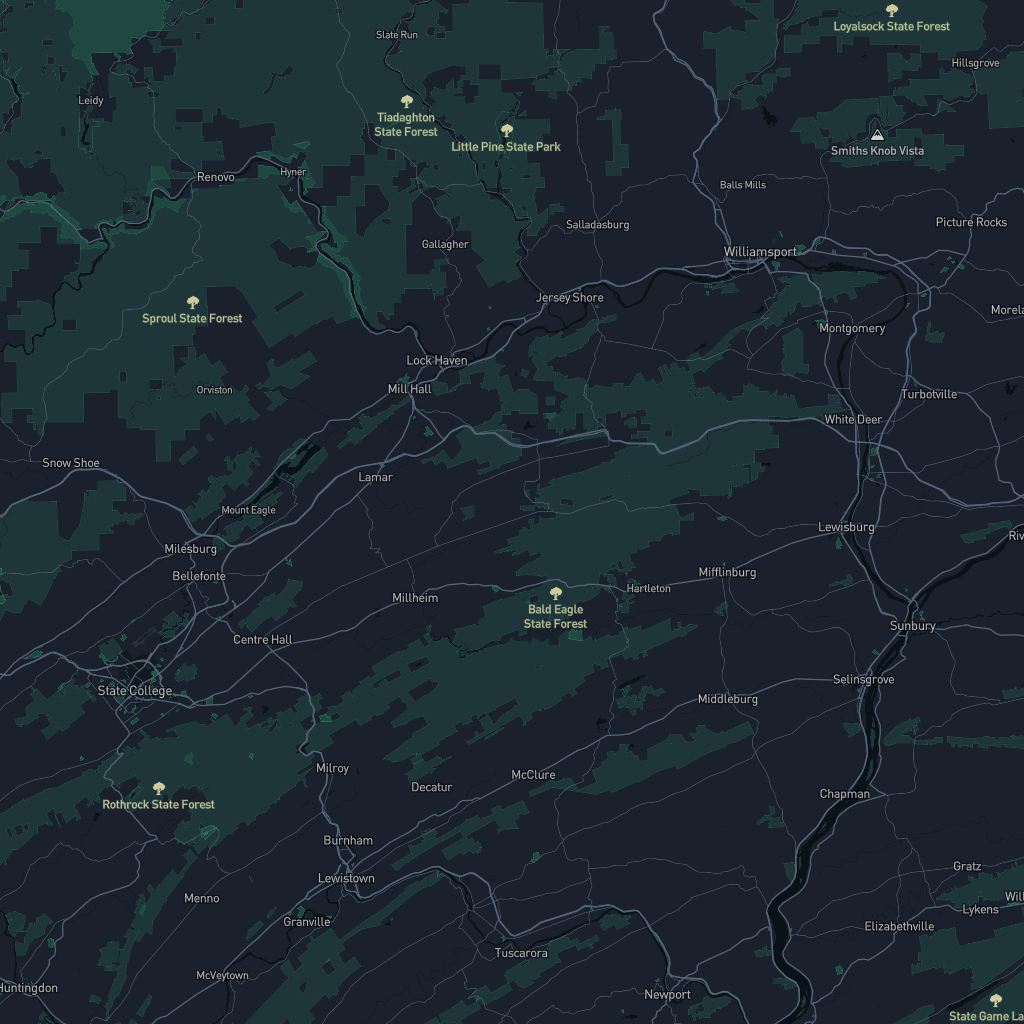 Loyalsock State Forest
Slate Run
Hillsgrove
Leidy
Tiadaghton
State Forest
Little Pine State Park
Smiths Knob Vista
Renovo
Hyner
Balls Mills
Salladasburg
Picture Rocks
Gallagher
Williamsport
Jersey Shore
Sproul State Forest
Morela
Montgomery
Lock Haven
Mill Hall
Orviston
Turbotville
White Deer
Snow Shoe
Lamar
Mount Eagle
Lewisburg
Riv
Milesburg
Bellefonte
Mifflinburg
Hartleton
Millheim
Bald Eagle
State Forest
Sunbury
Centre Hall
Selinsgrove
State College
Middleburg
Milroy
McClure
Decatur
Chapman
Rothrock State Forest
Burnham
Gratz
Lewistown
Menno
Will
Lykens
Granville
Elizabethville
Tuscarora
McVeytown
Huntingdon
Newport
State Game La